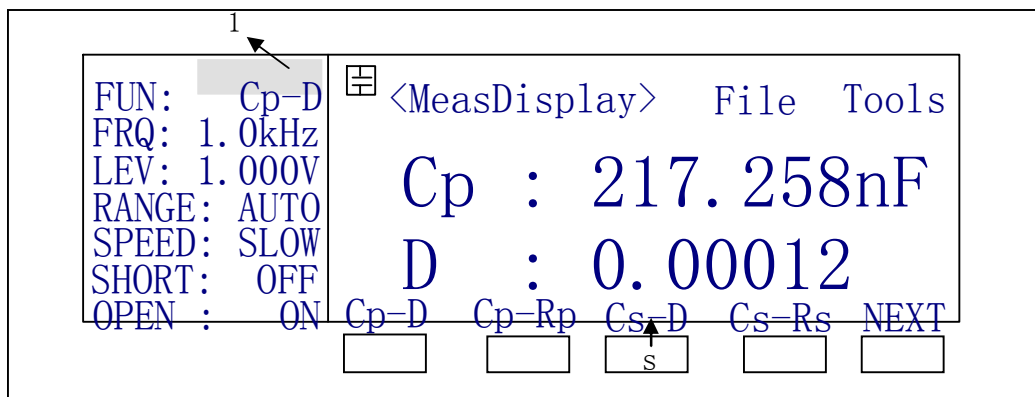 1
FUN: Cp-D
FRQ: 1.0kHz
LEV: 1.000V
RANGE: AUTO
SPEED: SLOW
SHORT: OFF
OPEN : ON
<MeasDisplay> File Tools
Cp : 217.258nF
D : 0.00012
Cp-D Cp-Rp Cs-D Cs-Rs NEXT
s